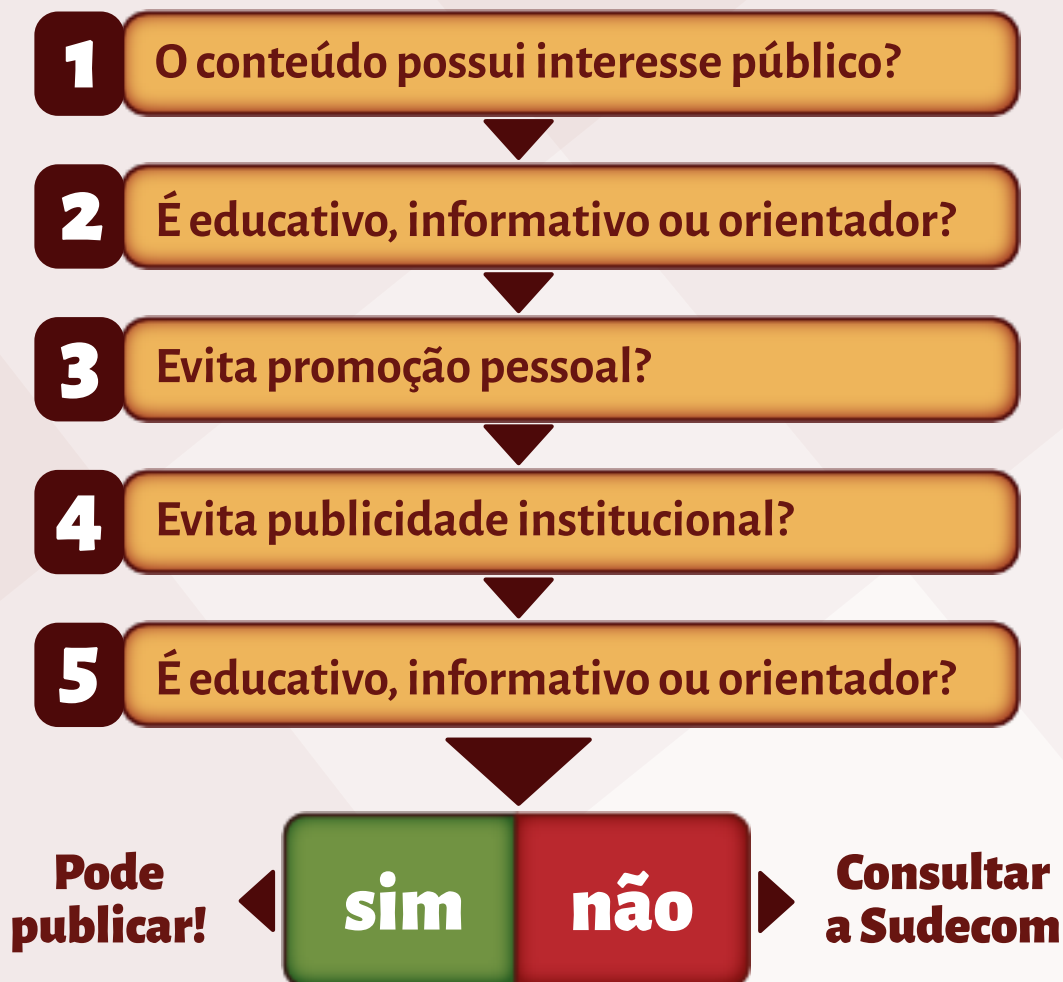 1 O conteúdo possui interesse público?
2 É educativo, informativo ou orientador?
3 Evita promoção pessoal?
4 Evita publicidade institucional?
5 É educativo, informativo ou orientador?
Pode
publicar!
sim
não
Consultar
a Sudecom